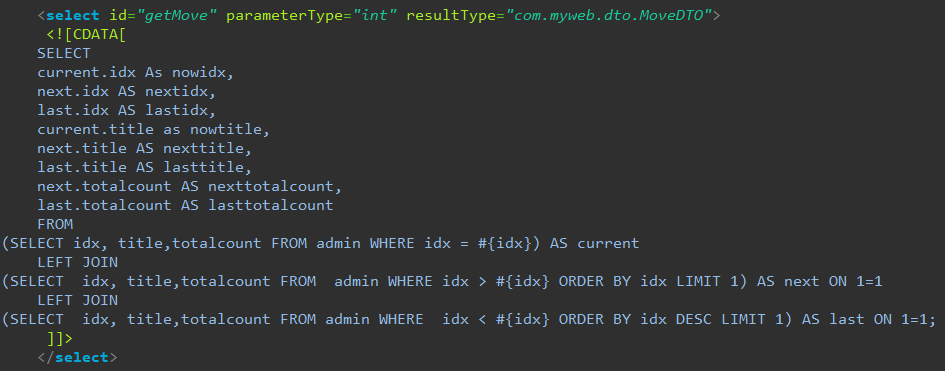 <select id="getMove" parameterType="int" resultType="com.myweb.dto.MoveDTO">
<![CDATA[
SELECT
current.idx As nowidx,
next.idx AS nextidx,
last.idx AS lastidx,
current.title as nowtitle,
next.title AS nexttitle,
last.title AS lasttitle,
next.totalcount AS nexttotalcount,
last.totalcount AS lasttotalcount
FROM
(SELECT idx, title,totalcount FROM admin WHERE idx = #{idx}) AS current
LEFT JOIN
(SELECT  idx, title,totalcount FROM  admin WHERE idx > #{idx} ORDER BY idx LIMIT 1) AS next ON 1=1
LEFT JOIN
(SELECT  idx, title,totalcount FROM admin WHERE  idx < #{idx} ORDER BY idx DESC LIMIT 1) AS last ON 1=1;
]]>
</select>